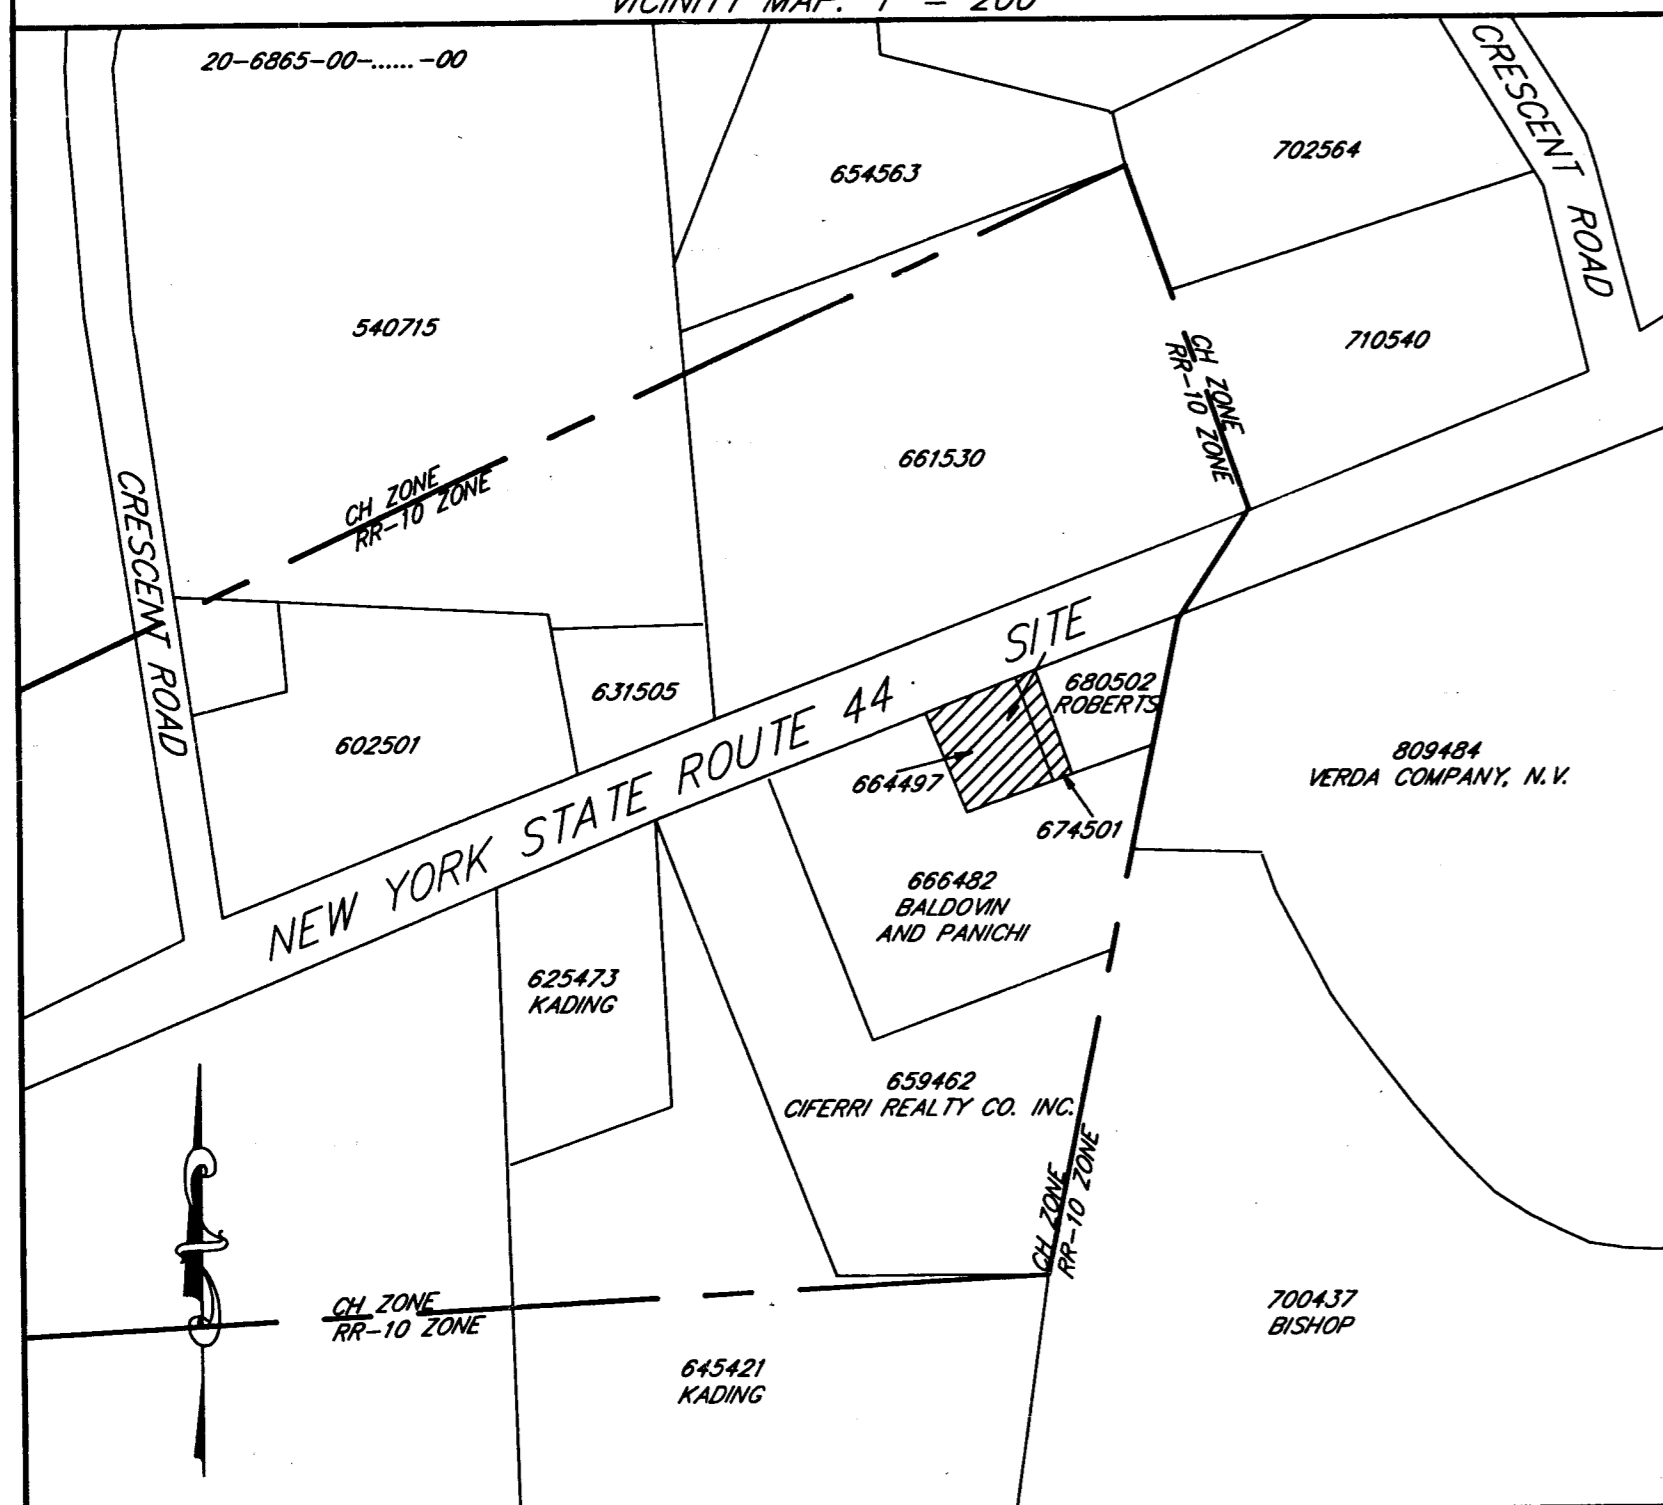 VICINITY MAP: 1" = 200'
20-6865-00-......-00
CRESCENT ROAD
702564
654563
540715
710540
CH ZONE
RR-10 ZONE
661530
CH ZONE
RR-10 ZONE
CRESCENT ROAD
SITE
631505
680502
ROBERTS
602501
NEW YORK STATE ROUTE 44
809484
VERDA COMPANY, N.V.
664497
674501
666482
BALDOVIN
AND PANICHI
625473
KADING
659462
CIFERRI REALTY CO. INC.
CH ZONE
RR-10 ZONE
CH ZONE
RR-10 ZONE
700437
BISHOP
645421
KADING